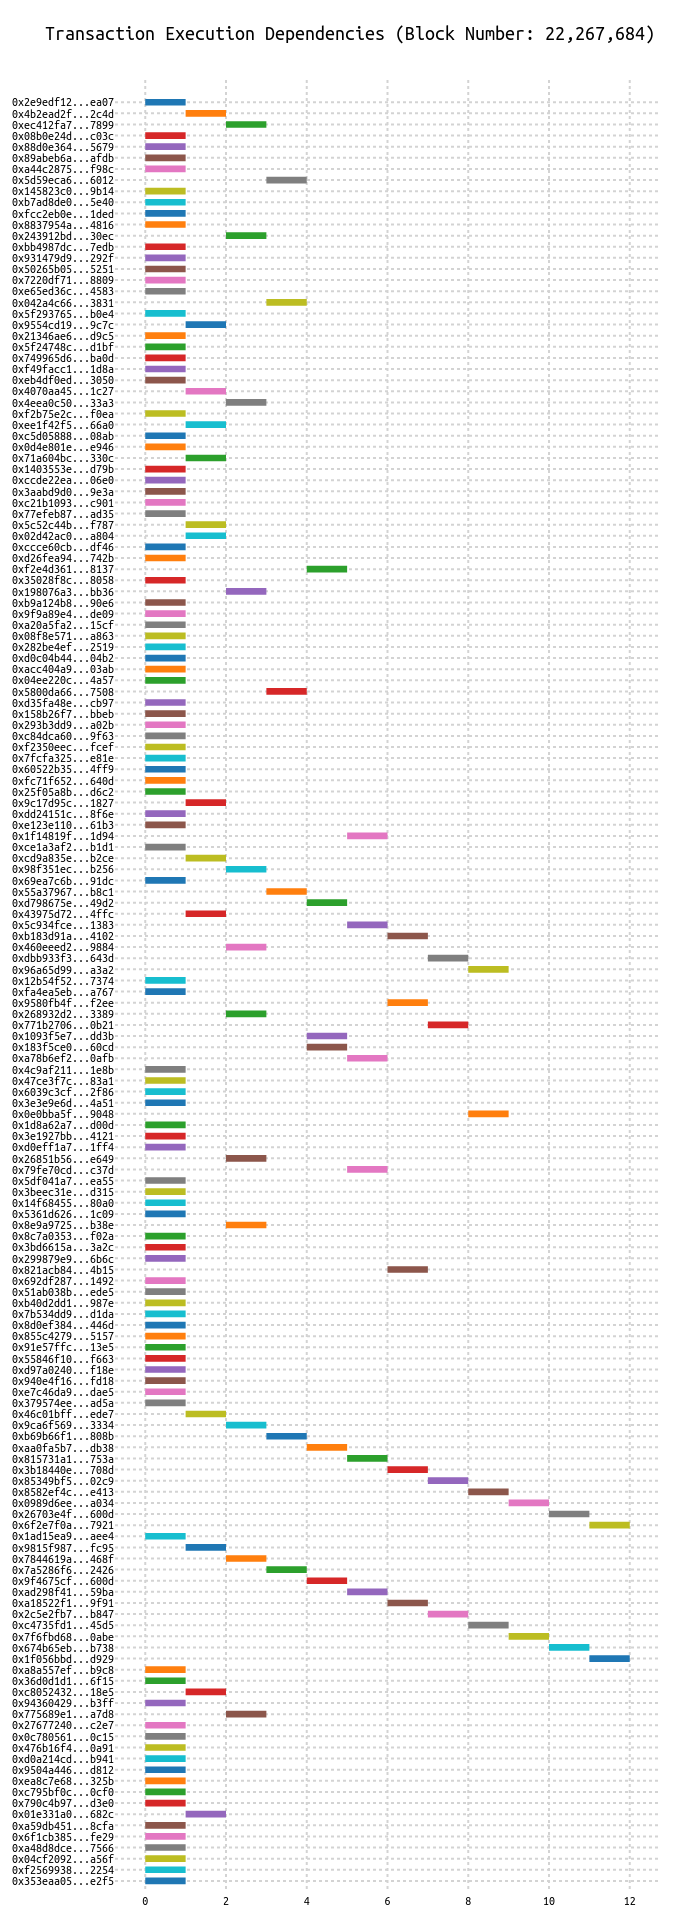 Transaction Execution Dependencies (Block Number: 22,267,684)
0x2e9edf12...ea07
0x4b2ead2f...2c4d
0xec412fa7...7899
0x08b0e24d...c03c
0x88d0e364...5679
0x89abeb6a...afdb
0xa44c2875...f98c
0x5d59eca6...6012
0x145823c0...9b14
0xb7ad8de0...5e40
0xfcc2eb0e...1ded
0x8837954a...4816
0x243912bd...30ec
0xbb4987dc...7edb
0x931479d9...292f
0x50265b05...5251
0x7220df71...8809
0xe65ed36c...4583
0x042a4c66...3831
0x5f293765...b0e4
0x9554cd19...9c7c
0x21346ae6...d9c5
0x5f24748c...d1bf
0x749965d6...ba0d
0xf49facc1...1d8a
0xeb4df0ed...3050
0x4070aa45...1c27
0x4eea0c50...33a3
0xf2b75e2c...f0ea
0xee1f42f5...66a0
0xc5d05888...08ab
0x0d4e801e...e946
0x71a604bc...330c
0x1403553e...d79b
0xccde22ea...06e0
0x3aabd9d0...9e3a
0xc21b1093...c901
0x77efeb87...ad35
0x5c52c44b...f787
0x02d42ac0...a804
0xccce60cb...df46
0xd26fea94...742b
0xf2e4d361...8137
0x35028f8c...8058
0x198076a3...bb36
0xb9a124b8...90e6
0x9f9a89e4...de09
0xa20a5fa2...15cf
0x08f8e571...a863
0x282be4ef...2519
0xd0c04b44...04b2
0xacc404a9...03ab
0x04ee220c...4a57
0x5800da66...7508
0xd35fa48e...cb97
0x158b26f7...bbeb
0x293b3dd9...a02b
0xc84dca60...9f63
0xf2350eec...fcef
0x7fcfa325...e81e
0x60522b35...4ff9
0xfc71f652...640d
0x25f05a8b...d6c2
0x9c17d95c...1827
0xdd24151c...8f6e
0xe123e110...61b3
0x1f14819f...1d94
0xce1a3af2...b1d1
0xcd9a835e...b2ce
0x98f351ec...b256
0x69ea7c6b...91dc
0x55a37967...b8c1
0xd798675e...49d2
0x43975d72...4ffc
0x5c934fce...1383
0xb183d91a...4102
0x460eeed2...9884
0xdbb933f3...643d
0x96a65d99...a3a2
0x12b54f52...7374
0xfa4ea5eb...a767
0x9580fb4f...f2ee
0x268932d2...3389
0x771b2706...0b21
0x1093f5e7...dd3b
0x183f5ce0...60cd
0xa78b6ef2...0afb
0x4c9af211...1e8b
0x47ce3f7c...83a1
0x6039c3cf...2f86
0x3e3e9e6d...4a51
0x0e0bba5f...9048
0x1d8a62a7...d00d
0x3e1927bb...4121
0xd0eff1a7...1ff4
0x26851b56...e649
0x79fe70cd...c37d
0x5df041a7...ea55
0x3beec31e...d315
0x14f68455...80a0
0x5361d626...1c09
0x8e9a9725...b38e
0x8c7a0353...f02a
0x3bd6615a...3a2c
0x299879e9...6b6c
0x821acb84...4b15
0x692df287...1492
0x51ab038b...ede5
0xb40d2dd1...987e
0x7b534dd9...d1da
0x8d0ef384...446d
0x855c4279...5157
0x91e57ffc...13e5
0x55846f10...f663
0xd97a0240...f18e
0x940e4f16...fd18
0xe7c46da9...dae5
0x379574ee...ad5a
0x46c01bff...ede7
0x9ca6f569...3334
0xb69b66f1...808b
0xaa0fa5b7...db38
0x815731a1...753a
0x3b18440e...708d
0x85349bf5...02c9
0x8582ef4c...e413
0x0989d6ee...a034
0x26703e4f...600d
0x6f2e7f0a...7921
0x1ad15ea9...aee4
0x9815f987...fc95
0x7844619a...468f
0x7a5286f6...2426
0x9f4675cf...600d
0xad298f41...59ba
0xa18522f1...9f91
0x2c5e2fb7...b847
0xc4735fd1...45d5
0x7f6fbd68...0abe
0x674b65eb...b738
0x1f056bbd...d929
0xa8a557ef...b9c8
0x36d0d1d1...6f15
0xc8052432...18e5
0x94360429...b3ff
0x775689e1...a7d8
0x27677240...c2e7
0x0c780561...0c15
0x476b16f4...0a91
0xd0a214cd...b941
0x9504a446...d812
0xea8c7e68...325b
0xc795bf0c...0cf0
0x790c4b97...d3e0
0x01e331a0...682c
0xa59db451...8cfa
0x6f1cb385...fe29
0xa48d8dce...7566
0x04cf2092...a56f
0xf2569938...2254
0x353eaa05...e2f5
0 2 4 6 8 10 12